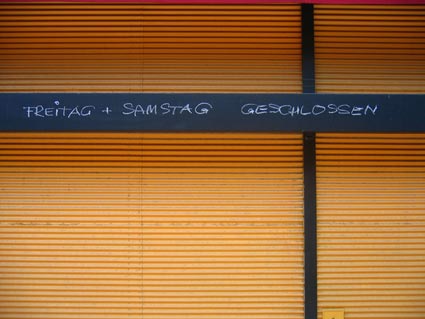 FREITAG + SAMSTAG GESCHLOSSEN